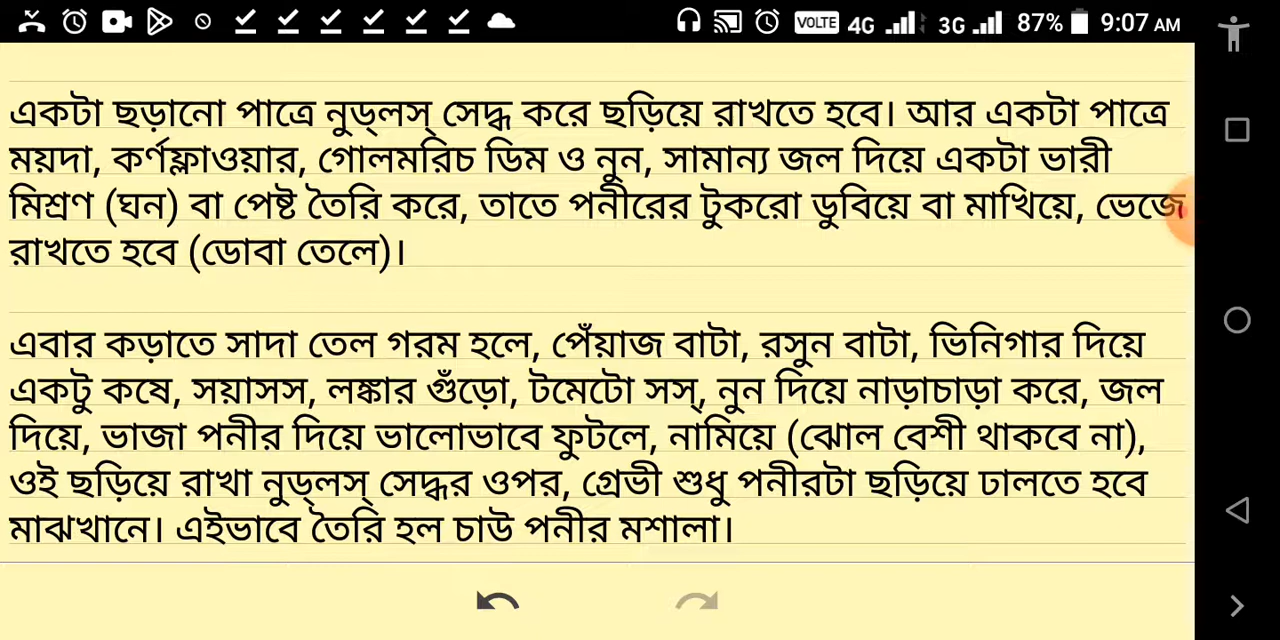 VOLTE 4G 3G 87% 9:07 AM
একটা ছড়ানো পাত্রে নুড্‌লস্ সেদ্ধ করে ছড়িয়ে রাখতে হবে। আর একটা পাত্রে
ময়দা, কর্ণফ্লাওয়ার, গোলমরিচ ডিম ও নুন, সামান্য জল দিয়ে একটা ভারী
মিশ্রণ (ঘন) বা পেষ্ট তৈরি করে, তাতে পনীরের টুকরো ডুবিয়ে বা মাখিয়ে, ভেজে
রাখতে হবে (ডোবা তেলে)।
এবার কড়াতে সাদা তেল গরম হলে, পেঁয়াজ বাটা, রসুন বাটা, ভিনিগার দিয়ে
একটু কষে, সয়াসস, লঙ্কার গুঁড়ো, টমেটো সস্, নুন দিয়ে নাড়াচাড়া করে, জল
দিয়ে, ভাজা পনীর দিয়ে ভালোভাবে ফুটলে, নামিয়ে (ঝোল বেশী থাকবে না),
ওই ছড়িয়ে রাখা নুড্‌লস্ সেদ্ধর ওপর, গ্রেভী শুধু পনীরটা ছড়িয়ে ঢালতে হবে
মাঝখানে। এইভাবে তৈরি হল চাউ পনীর মশালা।